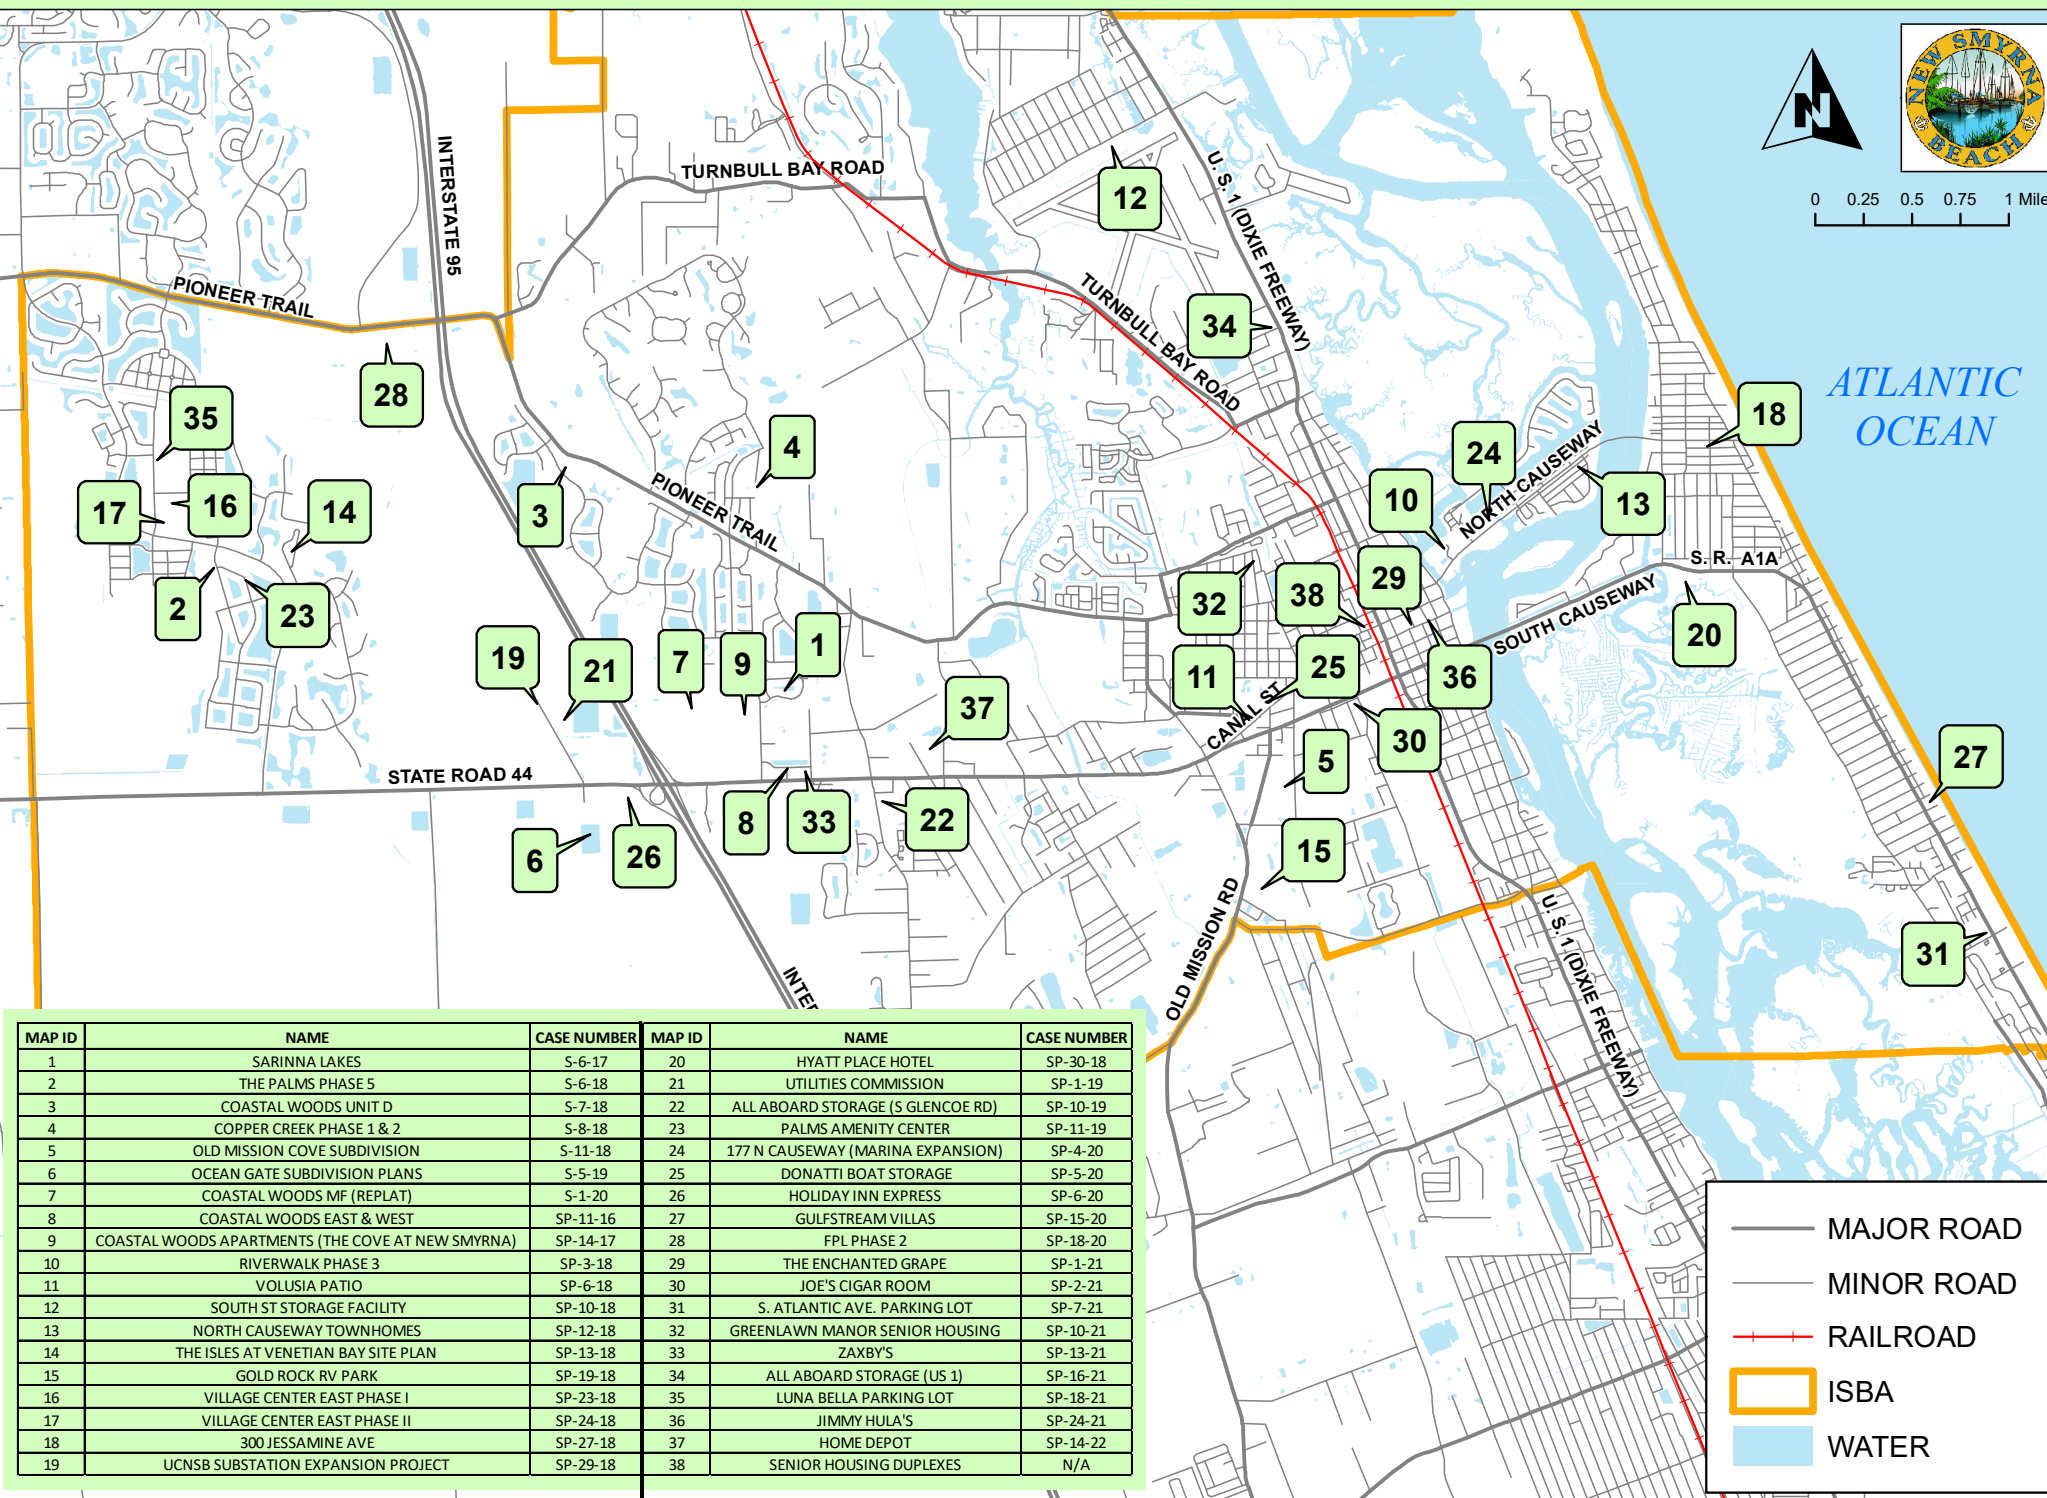 NEW SMYRNA
BEACH
N
0 0.25 0.5 0.75 1 Mile
INTERSTATE 95
TURNBULL BAY ROAD
U. S. 1 (DIXIE FREEWAY)
12
PIONEER TRAIL
TURNBULL BAY ROAD
34
28
ATLANTIC
OCEAN
35
4
18
24
NORTH CAUSEWAY
17
16
14
3
PIONEER TRAIL
10
13
S. R. A1A
2
23
32
38
29
SOUTH CAUSEWAY
20
19
21
7
9
1
11
25
36
37
CANAL ST
30
5
27
STATE ROAD 44
8
33
22
6
26
15
OLD MISSION RD
U. S. 1 (DIXIE FREEWAY)
31
INTER
MAP ID NAME CASE NUMBER MAP ID NAME CASE NUMBER
1 SARINNA LAKES S-6-17 20 HYATT PLACE HOTEL SP-30-18
2 THE PALMS PHASE 5 S-6-18 21 UTILITIES COMMISSION SP-1-19
3 COASTAL WOODS UNIT D S-7-18 22 ALL ABOARD STORAGE (S GLENCOE RD) SP-10-19
4 COPPER CREEK PHASE 1 & 2 S-8-18 23 PALMS AMENITY CENTER SP-11-19
5 OLD MISSION COVE SUBDIVISION S-11-18 24 177 N CAUSEWAY (MARINA EXPANSION) SP-4-20
6 OCEAN GATE SUBDIVISION PLANS S-5-19 25 DONATTI BOAT STORAGE SP-5-20
7 COASTAL WOODS MF (REPLAT) S-1-20 26 HOLIDAY INN EXPRESS SP-6-20
8 COASTAL WOODS EAST & WEST SP-11-16 27 GULFSTREAM VILLAS SP-15-20
9 COASTAL WOODS APARTMENTS (THE COVE AT NEW SMYRNA) SP-14-17 28 FPL PHASE 2 SP-18-20
10 RIVERWALK PHASE 3 SP-3-18 29 THE ENCHANTED GRAPE SP-1-21
11 VOLUSIA PATIO SP-6-18 30 JOE'S CIGAR ROOM SP-2-21
12 SOUTH ST STORAGE FACILITY SP-10-18 31 S. ATLANTIC AVE. PARKING LOT SP-7-21
13 NORTH CAUSEWAY TOWNHOMES SP-12-18 32 GREENLAWN MANOR SENIOR HOUSING SP-10-21
14 THE ISLES AT VENETIAN BAY SITE PLAN SP-13-18 33 ZAXBY'S SP-13-21
15 GOLD ROCK RV PARK SP-19-18 34 ALL ABOARD STORAGE (US 1) SP-16-21
16 VILLAGE CENTER EAST PHASE I SP-23-18 35 LUNA BELLA PARKING LOT SP-18-21
17 VILLAGE CENTER EAST PHASE II SP-24-18 36 JIMMY HULA'S SP-24-21
18 300 JESSAMINE AVE SP-27-18 37 HOME DEPOT SP-14-22
19 UCNSB SUBSTATION EXPANSION PROJECT SP-29-18 38 SENIOR HOUSING DUPLEXES N/A
MAJOR ROAD
MINOR ROAD
RAILROAD
ISBA
WATER